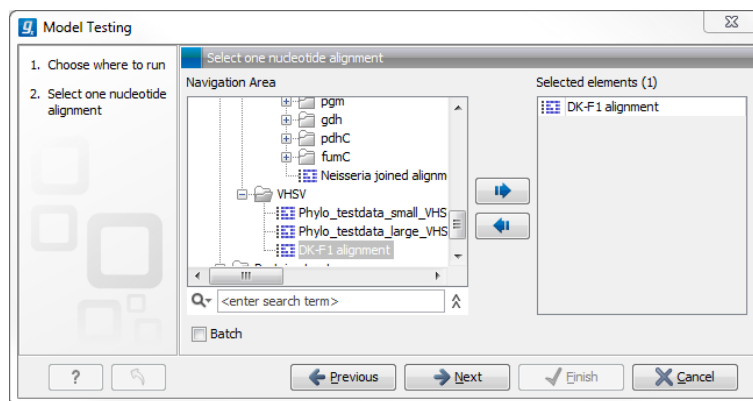 Model Testing
1. Choose where to run
2. Select one nucleotide
alignment
Select one nucleotide alignment
Navigation Area
pgm
gdh
pdhC
fumC
Neisseria joined alignm
VHSV
Phylo_testdata_small_VHS
Phylo_testdata_large_VHS
DK-F1 alignment
<enter search term>
Batch
Selected elements (1)
DK-F1 alignment
?
Previous
Next
Finish
Cancel